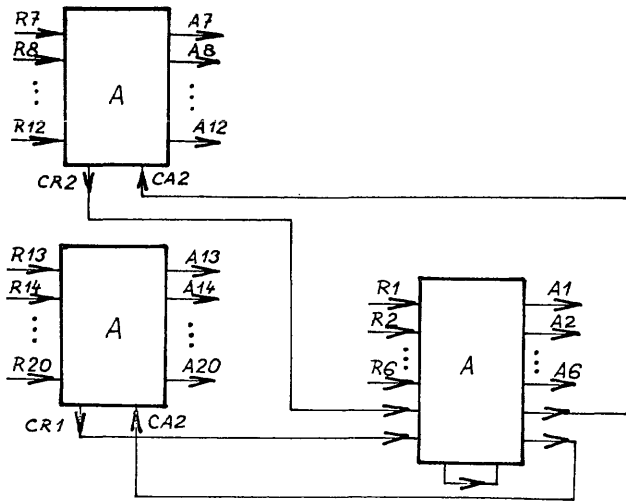 R7 A7
R8 A8
A
R12 A12
CR2 CA2
R13 A13
R14 A14
A
R20 A20
CR1 CA2
R1 A1
R2 A2
R6 A A6